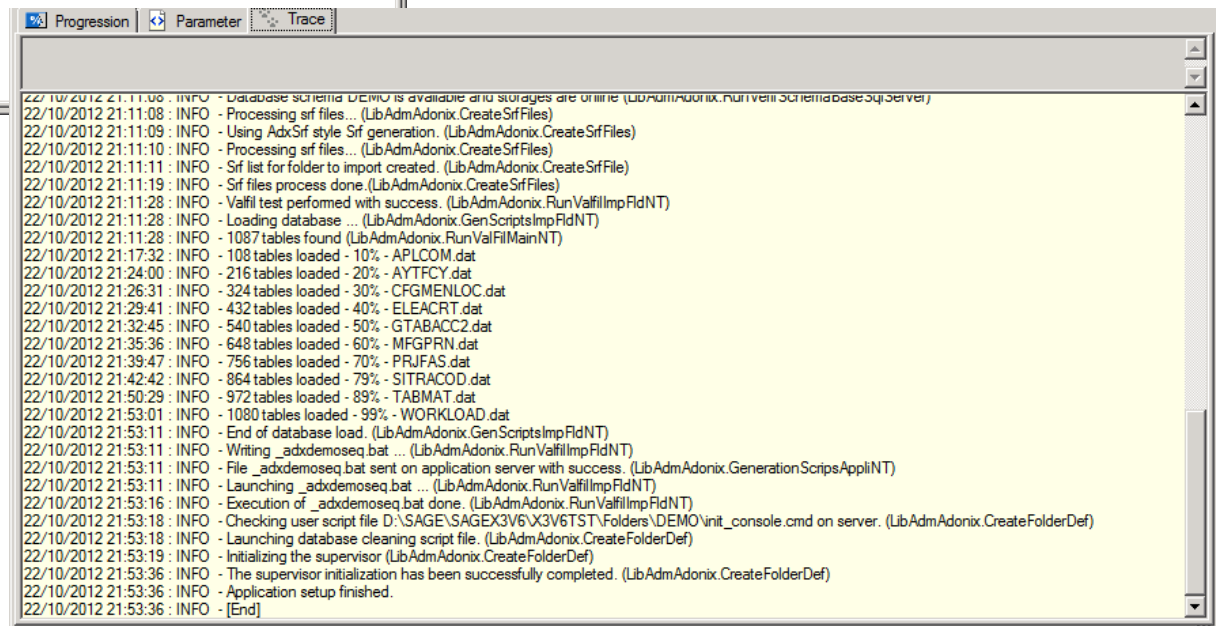 Progression Parameter Trace
22/10/2012 21:11:08 : INFO - Database schema DEMO is available and storages are online (LibAdmAdonix.RunVerifSchemaBaseSqlServer)
22/10/2012 21:11:08 : INFO - Processing srf files... (LibAdmAdonix.CreateSrfFiles)
22/10/2012 21:11:09 : INFO - Using AdxSrf style Srf generation. (LibAdmAdonix.CreateSrfFiles)
22/10/2012 21:11:10 : INFO - Processing srf files... (LibAdmAdonix.CreateSrfFiles)
22/10/2012 21:11:11 : INFO - Srf list for folder to import created. (LibAdmAdonix.CreateSrfFile)
22/10/2012 21:11:19 : INFO - Srf files process done.(LibAdmAdonix.CreateSrfFiles)
22/10/2012 21:11:28 : INFO - Valfil test performed with success. (LibAdmAdonix.RunValfilImpFldNT)
22/10/2012 21:11:28 : INFO - Loading database ... (LibAdmAdonix.GenScriptsImpFldNT)
22/10/2012 21:11:28 : INFO - 1087 tables found (LibAdmAdonix.RunValFilMainNT)
22/10/2012 21:17:32 : INFO - 108 tables loaded - 10% - APLCOM.dat
22/10/2012 21:24:00 : INFO - 216 tables loaded - 20% - AYTFCY.dat
22/10/2012 21:26:31 : INFO - 324 tables loaded - 30% - CFGMENLOC.dat
22/10/2012 21:29:41 : INFO - 432 tables loaded - 40% - ELEACRT.dat
22/10/2012 21:32:45 : INFO - 540 tables loaded - 50% - GTABACC2.dat
22/10/2012 21:35:36 : INFO - 648 tables loaded - 60% - MFGPRN.dat
22/10/2012 21:39:47 : INFO - 756 tables loaded - 70% - PRJFAS.dat
22/10/2012 21:42:42 : INFO - 864 tables loaded - 79% - SITRACOD.dat
22/10/2012 21:50:29 : INFO - 972 tables loaded - 89% - TABMAT.dat
22/10/2012 21:53:01 : INFO - 1080 tables loaded - 99% - WORKLOAD.dat
22/10/2012 21:53:11 : INFO - End of database load. (LibAdmAdonix.GenScriptsImpFldNT)
22/10/2012 21:53:11 : INFO - Writing _adxdemoseq.bat ... (LibAdmAdonix.RunValfilImpFldNT)
22/10/2012 21:53:11 : INFO - File _adxdemoseq.bat sent on application server with success. (LibAdmAdonix.GenerationScripsAppliNT)
22/10/2012 21:53:11 : INFO - Launching _adxdemoseq.bat ... (LibAdmAdonix.RunValfilImpFldNT)
22/10/2012 21:53:16 : INFO - Execution of _adxdemoseq.bat done. (LibAdmAdonix.RunValfilImpFldNT)
22/10/2012 21:53:18 : INFO - Checking user script file D:\SAGE\SAGEX3V6\X3V6TST\Folders\DEMO\init_console.cmd on server. (LibAdmAdonix.CreateFolderDef)
22/10/2012 21:53:18 : INFO - Launching database cleaning script file. (LibAdmAdonix.CreateFolderDef)
22/10/2012 21:53:19 : INFO - Initializing the supervisor (LibAdmAdonix.CreateFolderDef)
22/10/2012 21:53:36 : INFO - The supervisor initialization has been successfully completed. (LibAdmAdonix.CreateFolderDef)
22/10/2012 21:53:36 : INFO - Application setup finished.
22/10/2012 21:53:36 : INFO - [End]